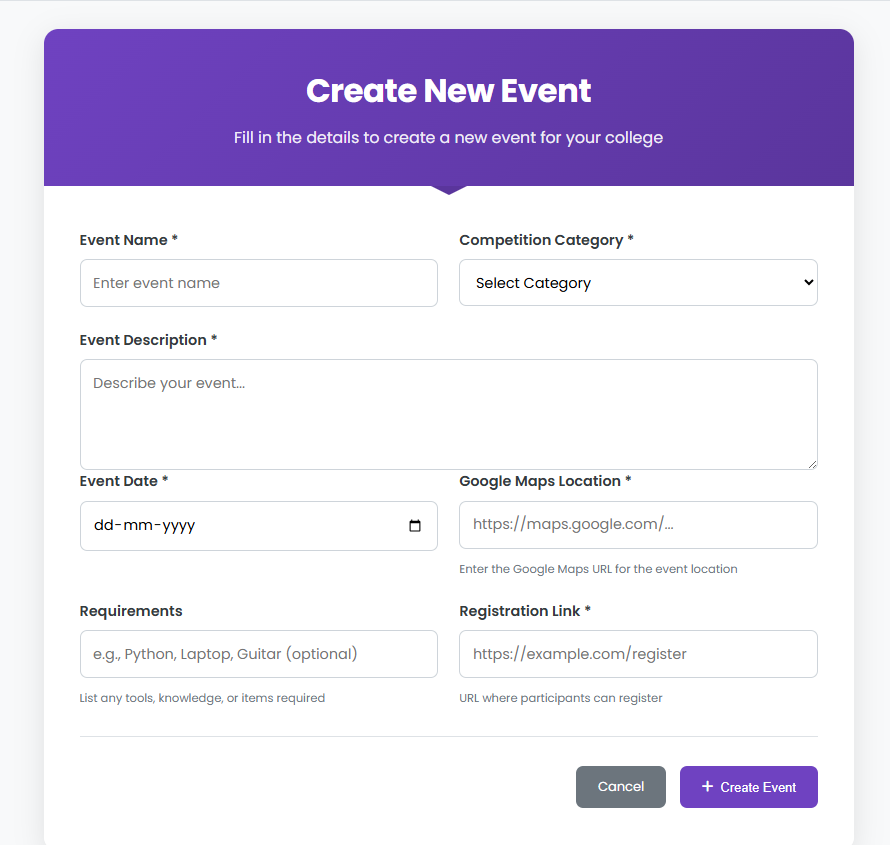 Create New Event
Fill in the details to create a new event for your college
Event Name *
Competition Category *
Enter event name
Select Category
Event Description *
Describe your event...
Event Date *
Google Maps Location *
dd-mm-yyyy
https://maps.google.com/...
Enter the Google Maps URL for the event location
Requirements
Registration Link *
e.g., Python, Laptop, Guitar (optional)
https://example.com/register
List any tools, knowledge, or items required
URL where participants can register
Cancel
+ Create Event